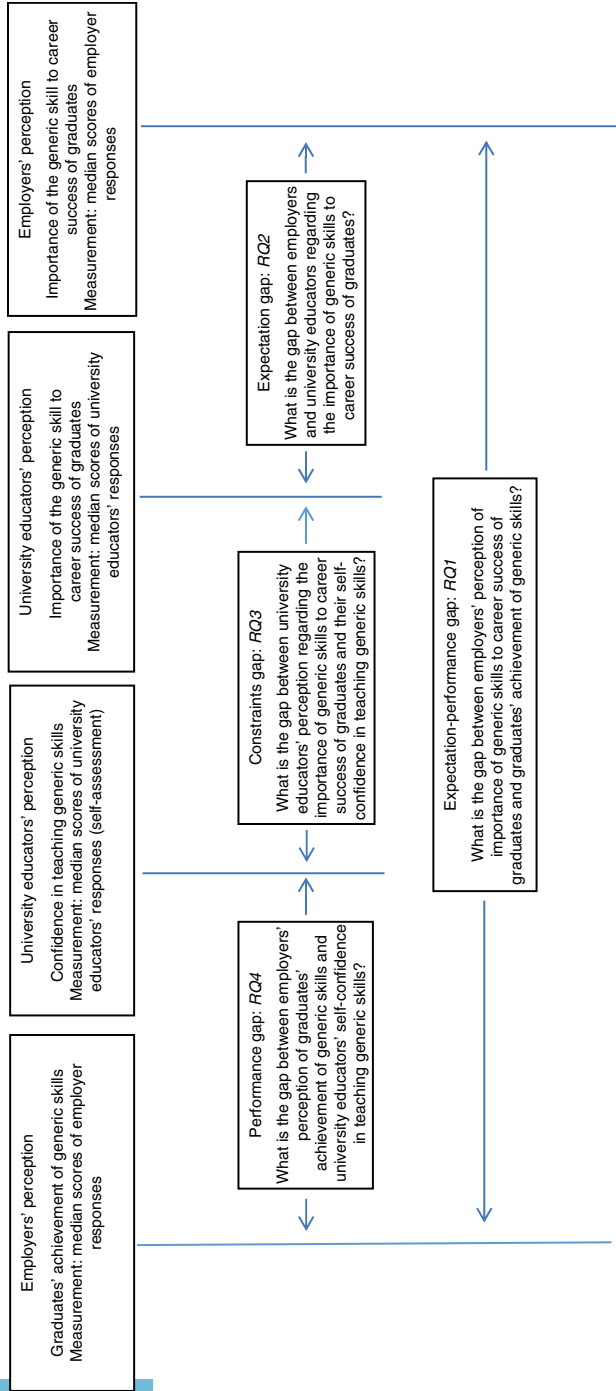 Employers’ perception
Graduates’ achievement of generic skills
Measurement: median scores of employer
responses
University educators’ perception
Confidence in teaching generic skills
Measurement: median scores of university
educators’ responses (self-assessment)
University educators’ perception
Importance of the generic skill to
career success of graduates
Measurement: median scores of university
educators’ responses
Employers’ perception
Importance of the generic skill to career
success of graduates
Measurement: median scores of employer
responses
Performance gap: RQ4
What is the gap between employers’
perception of graduates’
achievement of generic skills and
university educators’ self-confidence
in teaching generic skills?
Constraints gap: RQ3
What is the gap between university
educators’ perception regarding the
importance of generic skills to career
success of graduates and their self-
confidence in teaching generic skills?
Expectation gap: RQ2
What is the gap between employers
and university educators regarding
the importance of generic skills to
career success of graduates?
Expectation-performance gap: RQ1
What is the gap between employers’ perception of
importance of generic skills to career success of
graduates and graduates’ achievement of generic skills?